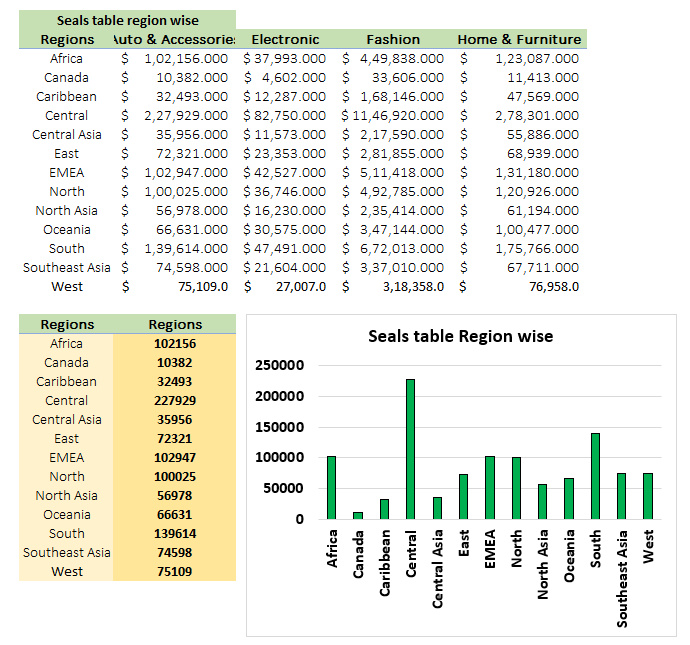 Seals table region wise
Regions Auto & Accessorie: Electronic Fashion Home & Furniture
Africa $ 1,02,156.000 $ 37,993.000 $ 4,49,838.000 $ 1,23,087.000
Canada $ 10,382.000 $ 4,602.000 $ 33,606.000 $ 11,413.000
Caribbean $ 32,493.000 $ 12,287.000 $ 1,68,146.000 $ 47,569.000
Central $ 2,27,929.000 $ 82,750.000 $ 11,46,920.000 $ 2,78,301.000
Central Asia $ 35,956.000 $ 11,573.000 $ 2,17,590.000 $ 55,886.000
East $ 72,321.000 $ 23,353.000 $ 2,81,855.000 $ 68,939.000
EMEA $ 1,02,947.000 $ 42,527.000 $ 5,11,418.000 $ 1,31,180.000
North $ 1,00,025.000 $ 36,746.000 $ 4,92,785.000 $ 1,20,926.000
North Asia $ 56,978.000 $ 16,230.000 $ 2,35,414.000 $ 61,194.000
Oceania $ 66,631.000 $ 30,575.000 $ 3,47,144.000 $ 1,00,477.000
South $ 1,39,614.000 $ 47,491.000 $ 6,72,013.000 $ 1,75,766.000
Southeast Asia $ 74,598.000 $ 21,604.000 $ 3,37,010.000 $ 67,711.000
West $ 75,109.0 $ 27,007.0 $ 3,18,358.0 $ 76,958.0
Regions Regions
Africa 102156
Canada 10382
Caribbean 32493
Central 227929
Central Asia 35956
East 72321
EMEA 102947
North 100025
North Asia 56978
Oceania 66631
South 139614
Southeast Asia 74598
West 75109
Seals table Region wise
250000
200000
150000
100000
50000
0
Africa
Canada
Caribbean
Central
Central Asia
East
EMEA
North
North Asia
Oceania
South
Southeast Asia
West